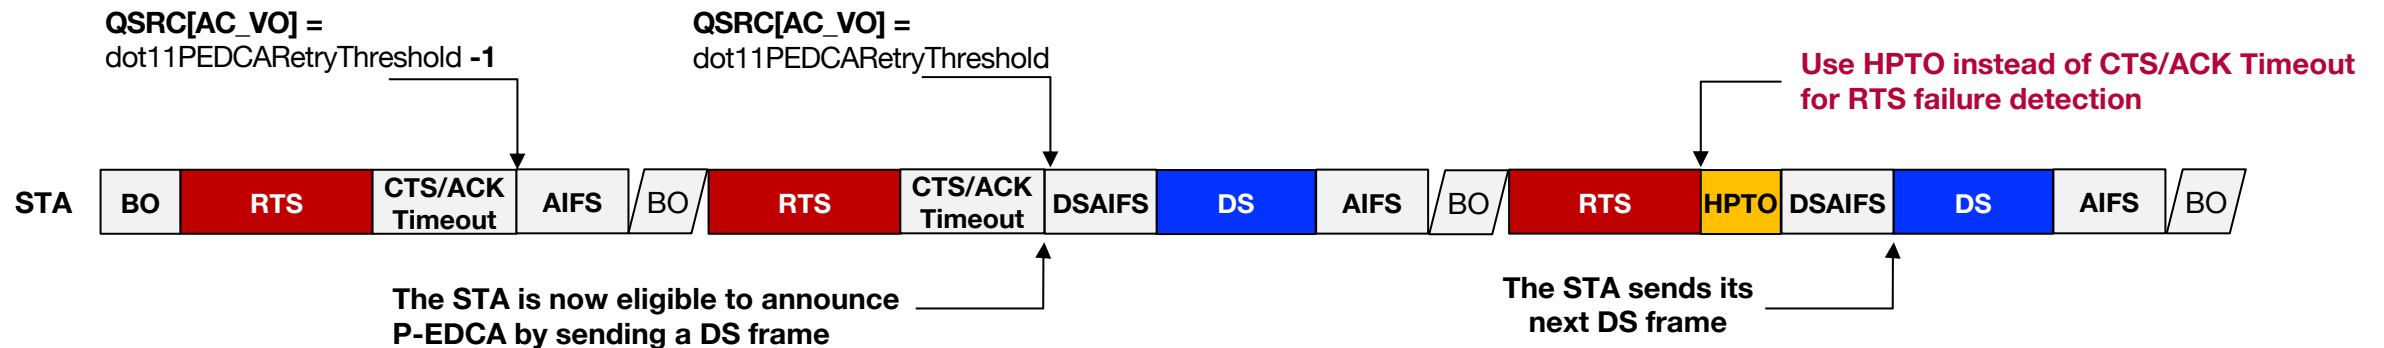 QSRC[AC_VO] =
dot11PEDCARetryThreshold -1
QSRC[AC_VO] =
dot11PEDCARetryThreshold
Use HPTO instead of CTS/ACK Timeout
for RTS failure detection
STA
BO
RTS
CTS/ACK
Timeout
AIFS
BO
RTS
CTS/ACK
Timeout
DSAIFS
DS
AIFS
BO
RTS
HPTO
DSAIFS
DS
AIFS
BO
The STA is now eligible to announce
P-EDCA by sending a DS frame
The STA sends its
next DS frame